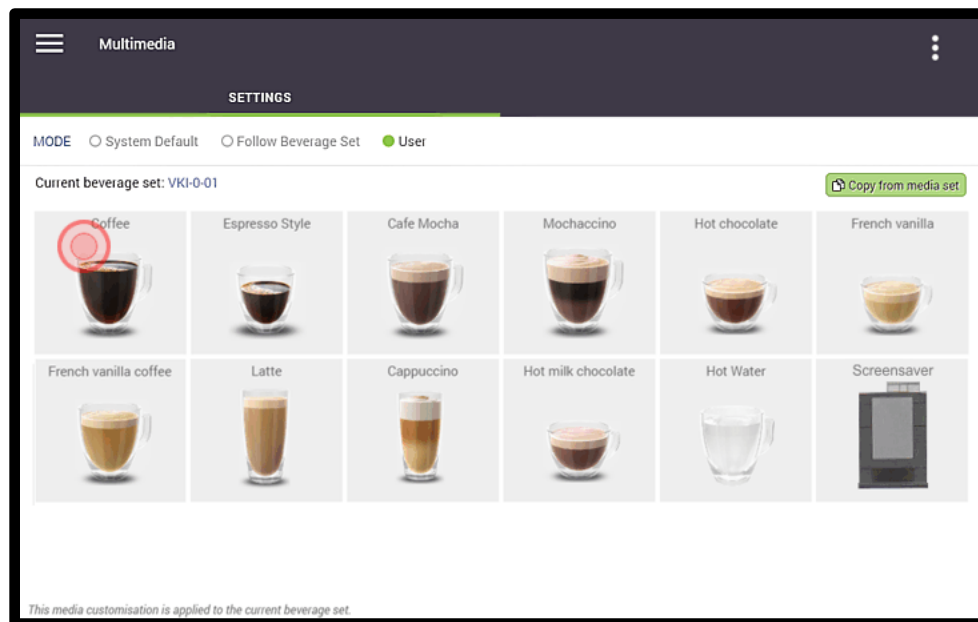 Multimedia
SETTINGS
MODE System Default Follow Beverage Set User
Current beverage set: VKI-0-01 Copy from media set
Coffee Espresso Style Cafe Mocha Mochaccino Hot chocolate French vanilla
French vanilla coffee Latte Cappuccino Hot milk chocolate Hot Water Screensaver
This media customisation is applied to the current beverage set.